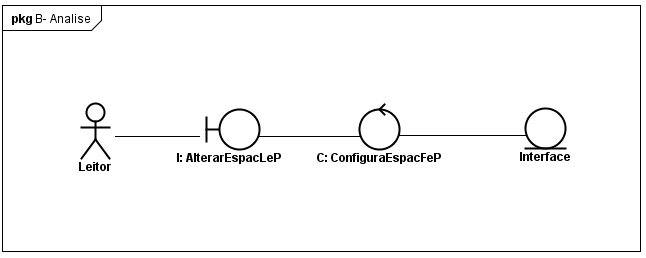 pkg B- Analise
Leitor
I: AlterarEspacLeP
C: ConfiguraEspacFeP
Interface